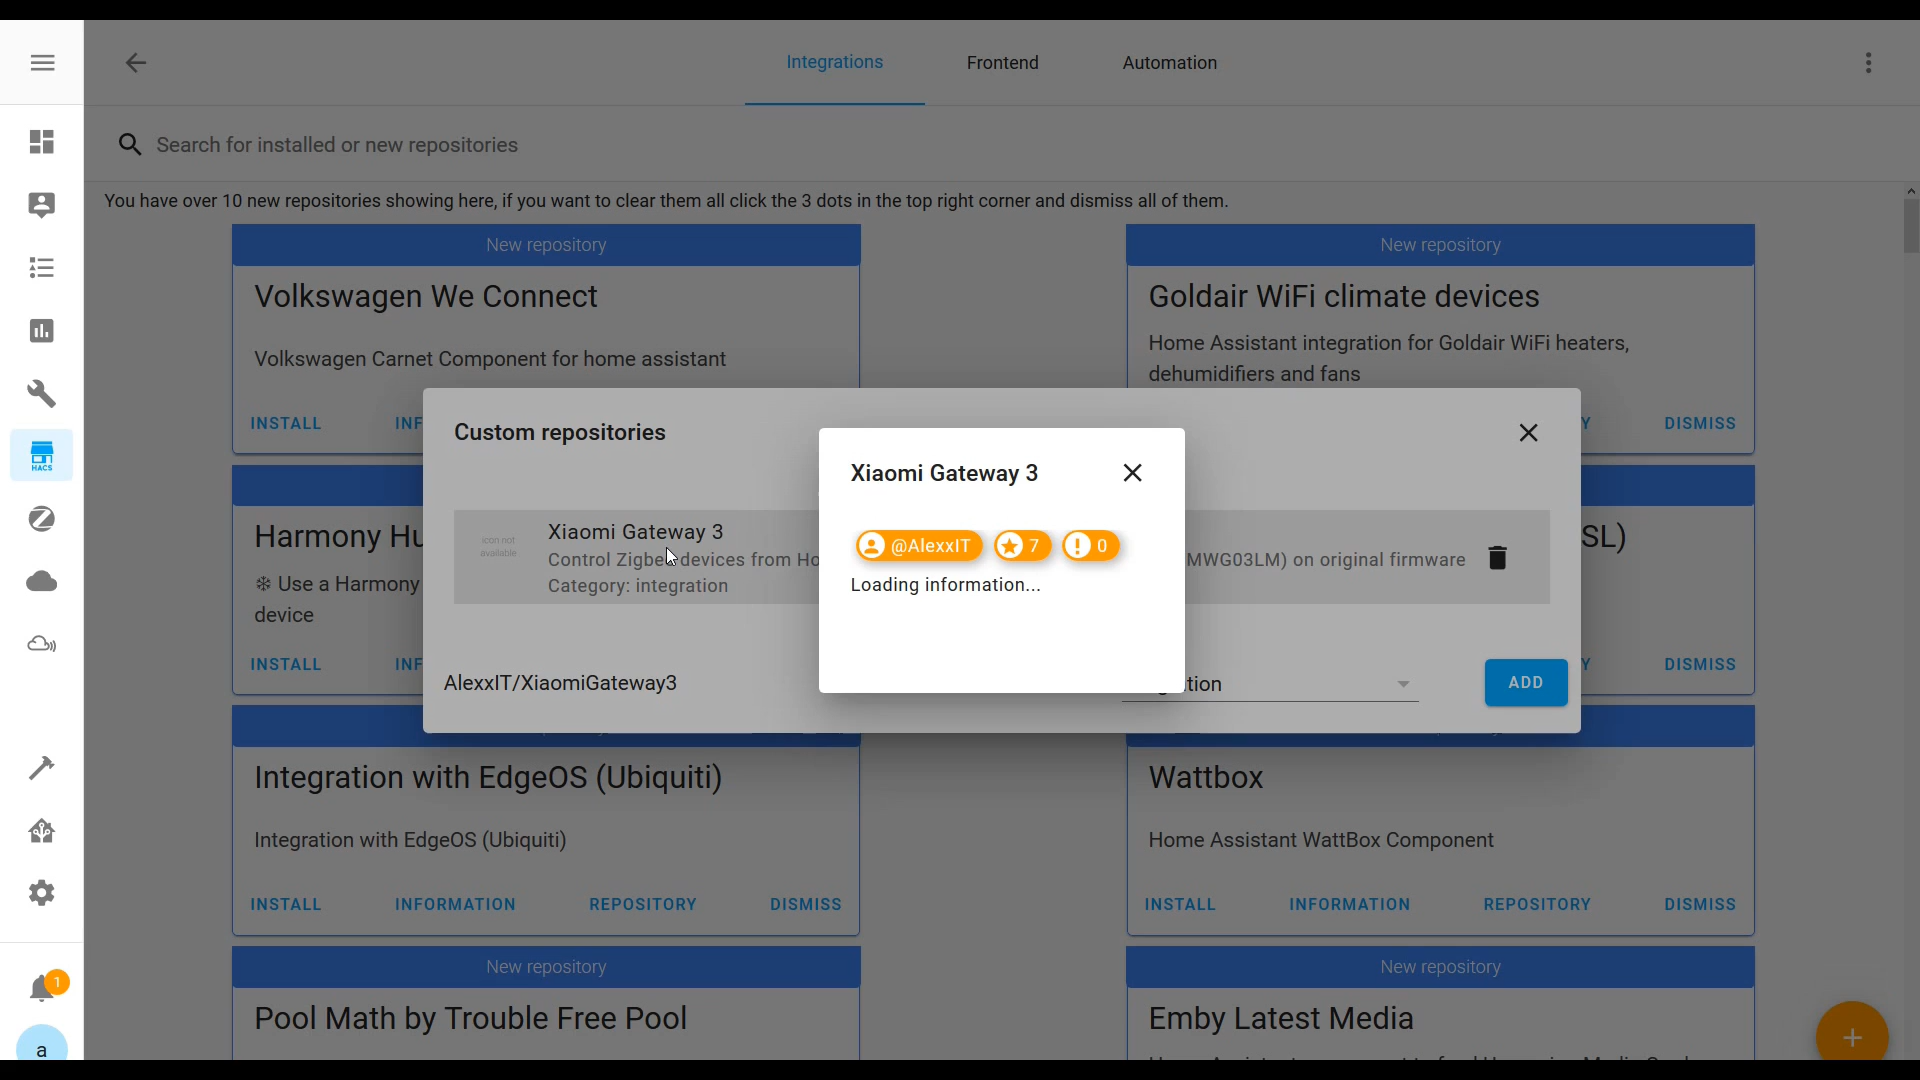 Integrations
Frontend
Automation
Search for installed or new repositories
You have over 10 new repositories showing here, if you want to clear them all click the 3 dots in the top right corner and dismiss all of them.
New repository
Volkswagen We Connect
Volkswagen Carnet Component for home assistant
INSTALL
INF
New repository
Goldair WiFi climate devices
Home Assistant integration for Goldair WiFi heaters,
dehumidifiers and fans
Y
DISMISS
HACS
Custom repositories
Xiaomi Gateway 3
Control Zigbee devices from Ho
MWG03LM) on original firmware
Category: integration
icon not
available
AlexxIT/XiaomiGateway3
tion
ADD
Xiaomi Gateway 3
@AlexxIT
7
0
Loading information...
Harmony Hu
Use a Harmony
device
INSTALL
INF
SL)
Y
DISMISS
Integration with EdgeOS (Ubiquiti)
Integration with EdgeOS (Ubiquiti)
INSTALL
INFORMATION
REPOSITORY
DISMISS
Wattbox
Home Assistant WattBox Component
INSTALL
INFORMATION
REPOSITORY
DISMISS
New repository
Pool Math by Trouble Free Pool
New repository
Emby Latest Media
1
a